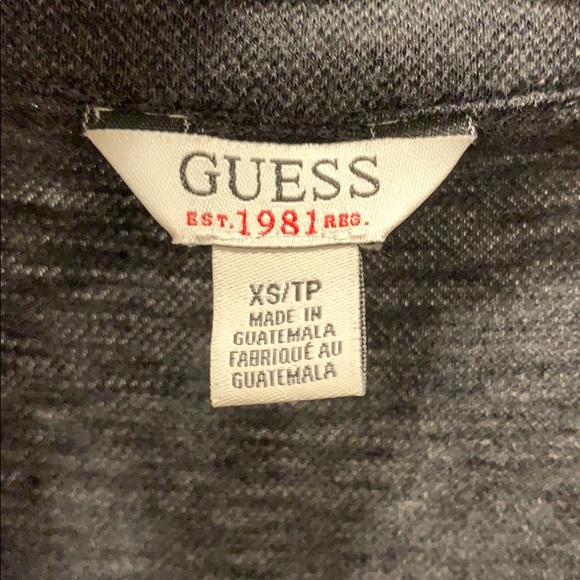 GUESS
EST. 1981 REG.
XS/TP
MADE IN
GUATEMALA
FABRIQUÉ AU
GUATEMALA